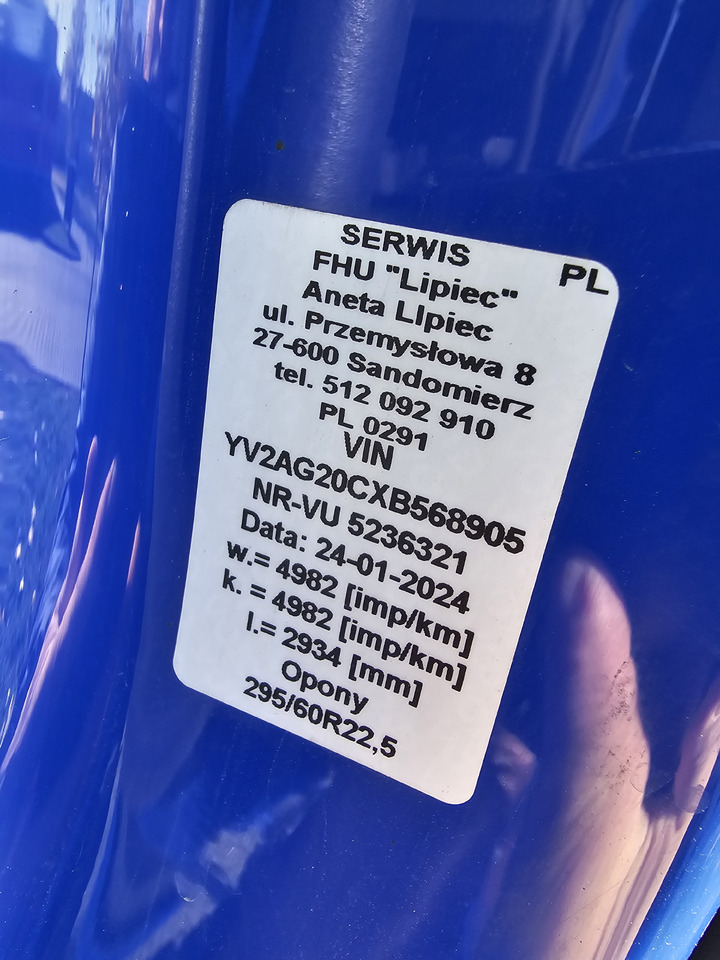 SERWIS
PL
FHU "Lipiec"
Aneta LIpiec
ul. Przemysłowa 8
27-600 Sandomierz
tel. 512 092 910
PL 0291
VIN
YV2AG20CXB568905
NR-VU 5236321
Data: 24-01-2024
w.= 4982 [imp/km]
k. = 4982 [imp/km]
l.= 2934 [mm]
Opony
295/60R22,5